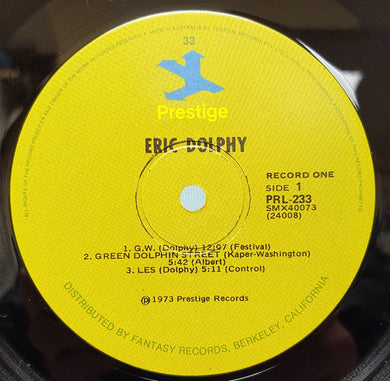 33
Prestige
ERIC DOLPHY
RECORD ONE
SIDE 1
PRL-233
SMX40073
(24008)
1. G.W. (Dolphy) 12:07 (Festival)
2. GREEN DOLPHIN STREET (Kaper-Washington)
5:42 (Albert)
3. LES (Dolphy) 5:11 (Control)
℗1973 Prestige Records
DISTRIBUTED BY FANTASY RECORDS, BERKELEY, CALIFORNIA